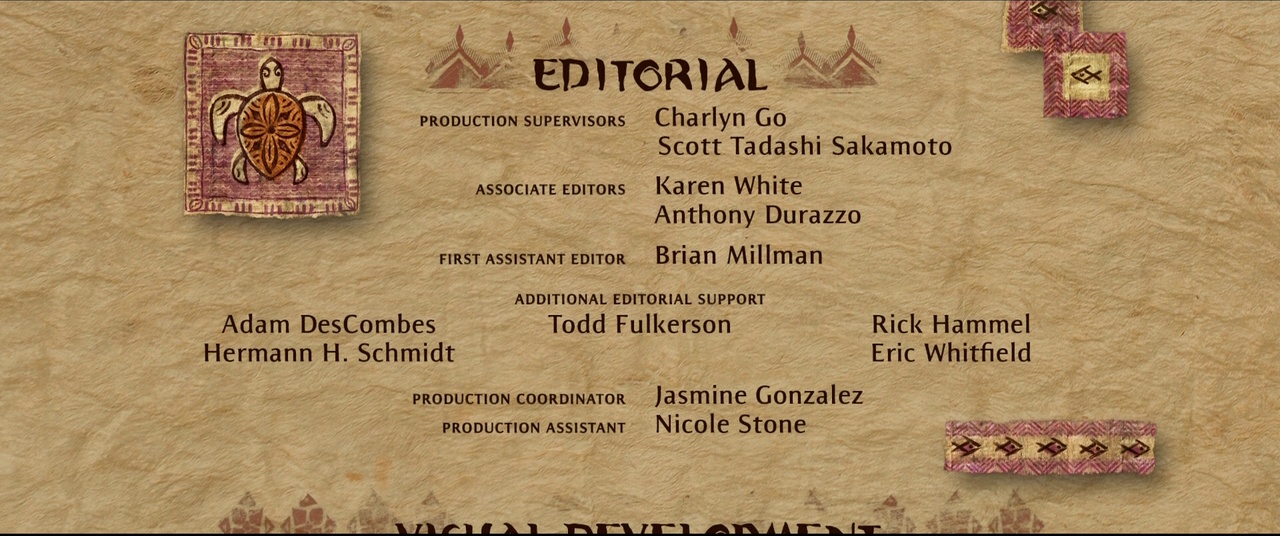 EDITORIAL
PRODUCTION SUPERVISORS Charlyn Go
Scott Tadashi Sakamoto
ASSOCIATE EDITORS Karen White
Anthony Durazzo
FIRST ASSISTANT EDITOR Brian Millman
ADDITIONAL EDITORIAL SUPPORT
Adam DesCombes Todd Fulkerson Rick Hammel
Hermann H. Schmidt Eric Whitfield
PRODUCTION COORDINATOR Jasmine Gonzalez
PRODUCTION ASSISTANT Nicole Stone
VISUAL DEVELOPMENT